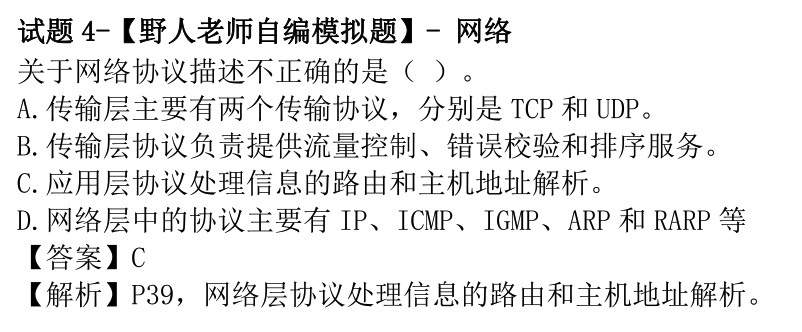 试题 4-【野人老师自编模拟题】- 网络
关于网络协议描述不正确的是（ ）。
A.传输层主要有两个传输协议，分别是 TCP 和 UDP。
B.传输层协议负责提供流量控制、错误校验和排序服务。
C.应用层协议处理信息的路由和主机地址解析。
D.网络层中的协议主要有 IP、ICMP、IGMP、ARP 和 RARP 等
【答案】C
【解析】P39，网络层协议处理信息的路由和主机地址解析。